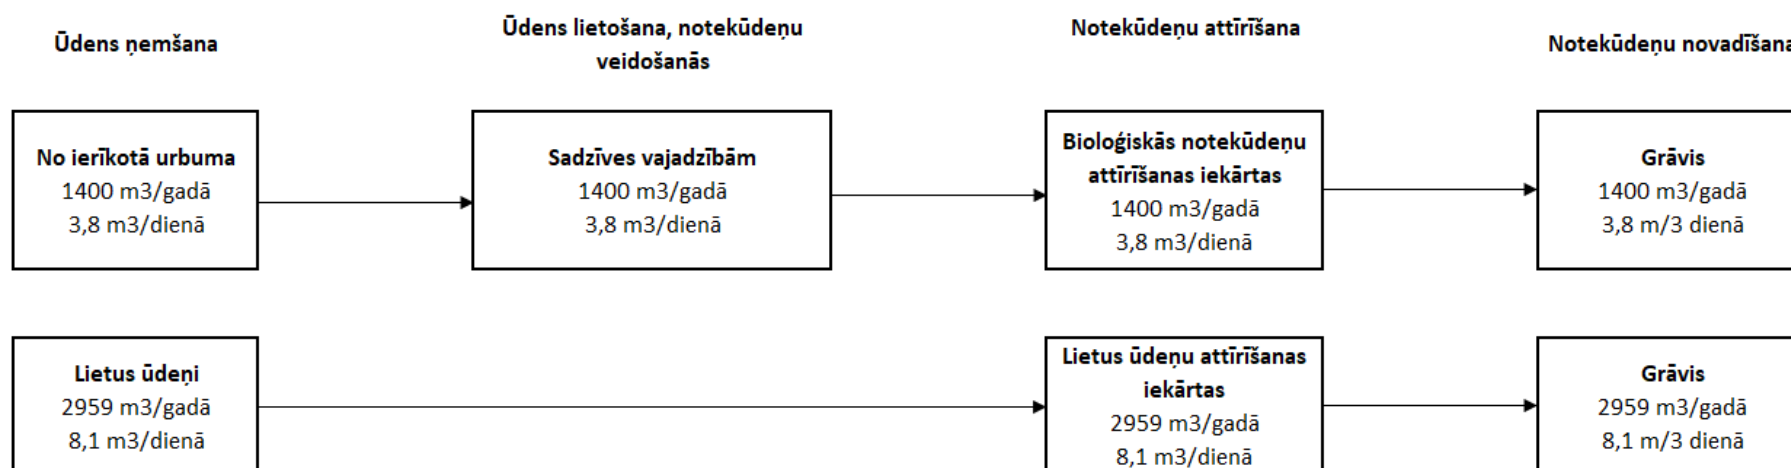 Ūdens ņemšana
Ūdens lietošana, notekūdeņu
veidošanās
Notekūdeņu attīrīšana
Notekūdeņu novadīšana
No ierīkotā urbuma
1400 m3/gadā
3,8 m3/dienā
Sadzīves vajadzībām
1400 m3/gadā
3,8 m3/dienā
Bioloģiskās notekūdeņu
attīrīšanas iekārtas
1400 m3/gadā
3,8 m3/dienā
Grāvis
1400 m3/gadā
3,8 m/3 dienā
Lietus ūdeņi
2959 m3/gadā
8,1 m3/dienā
Lietus ūdeņu attīrīšanas
iekārtas
2959 m3/gadā
8,1 m3/dienā
Grāvis
2959 m3/gadā
8,1 m/3 dienā